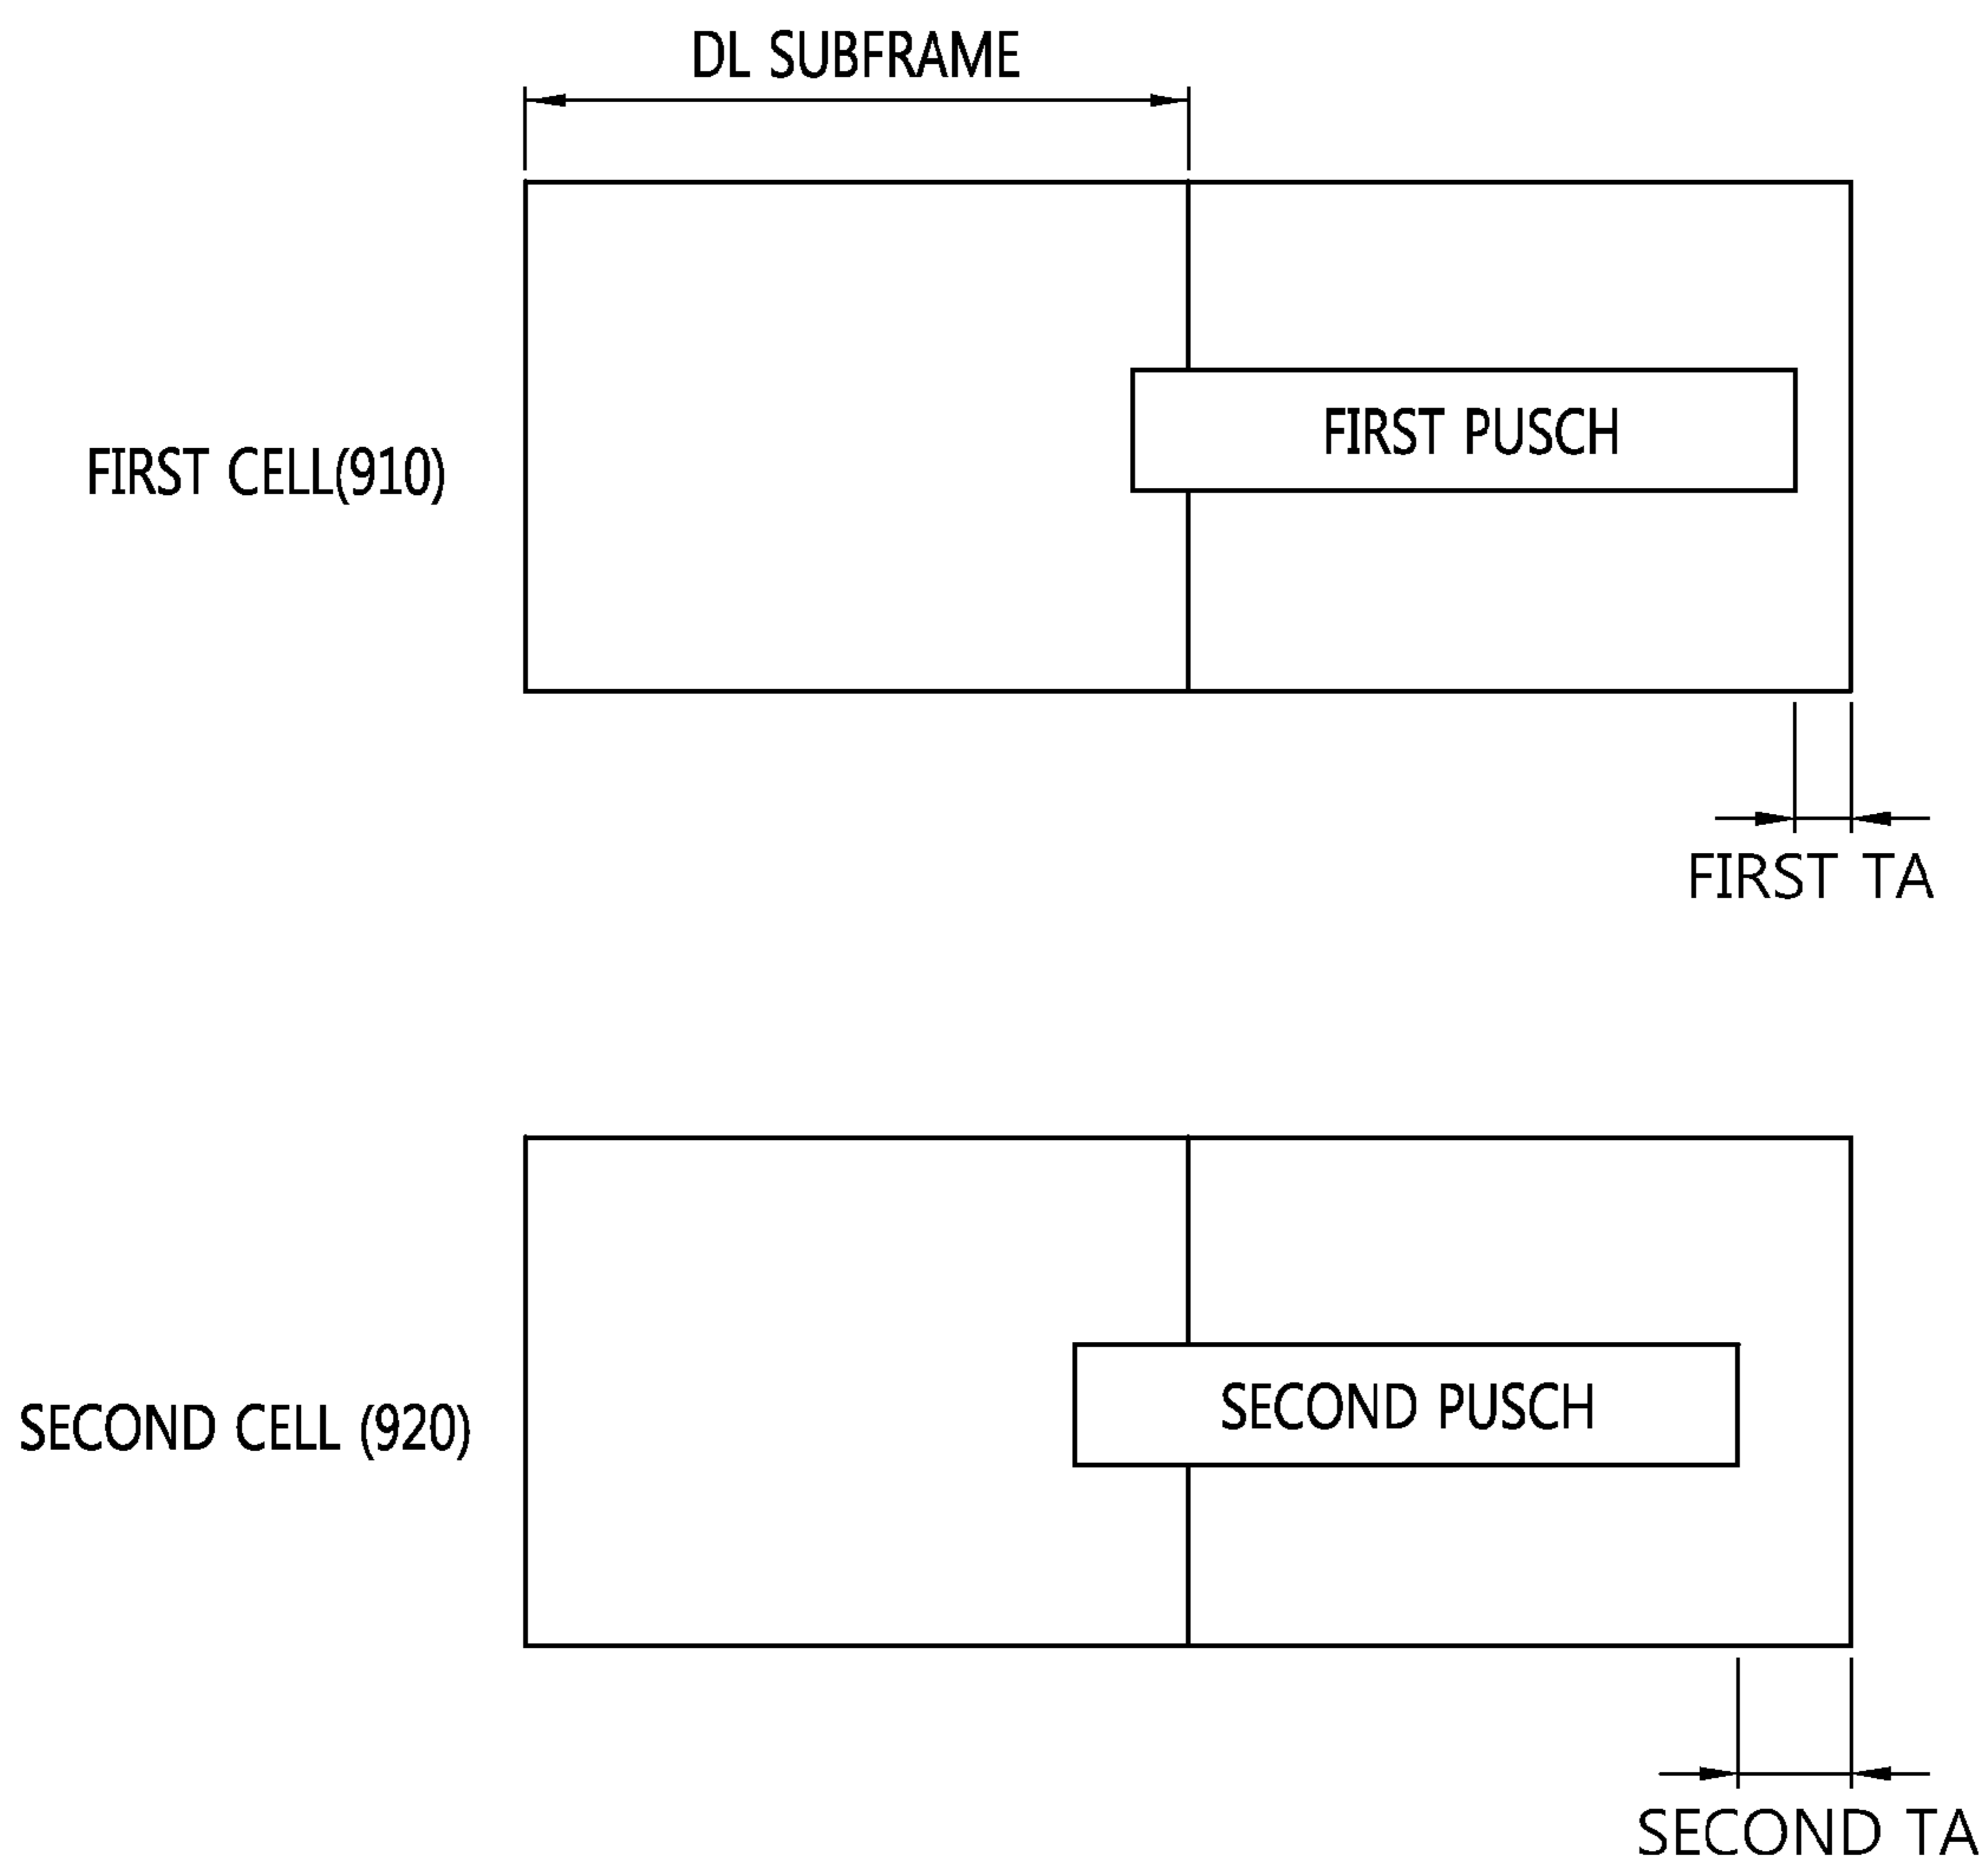 DL SUBFRAME
FIRST PUSCH
FIRST CELL(910)
FIRST TA
SECOND PUSCH
SECOND CELL (920)
SECOND TA